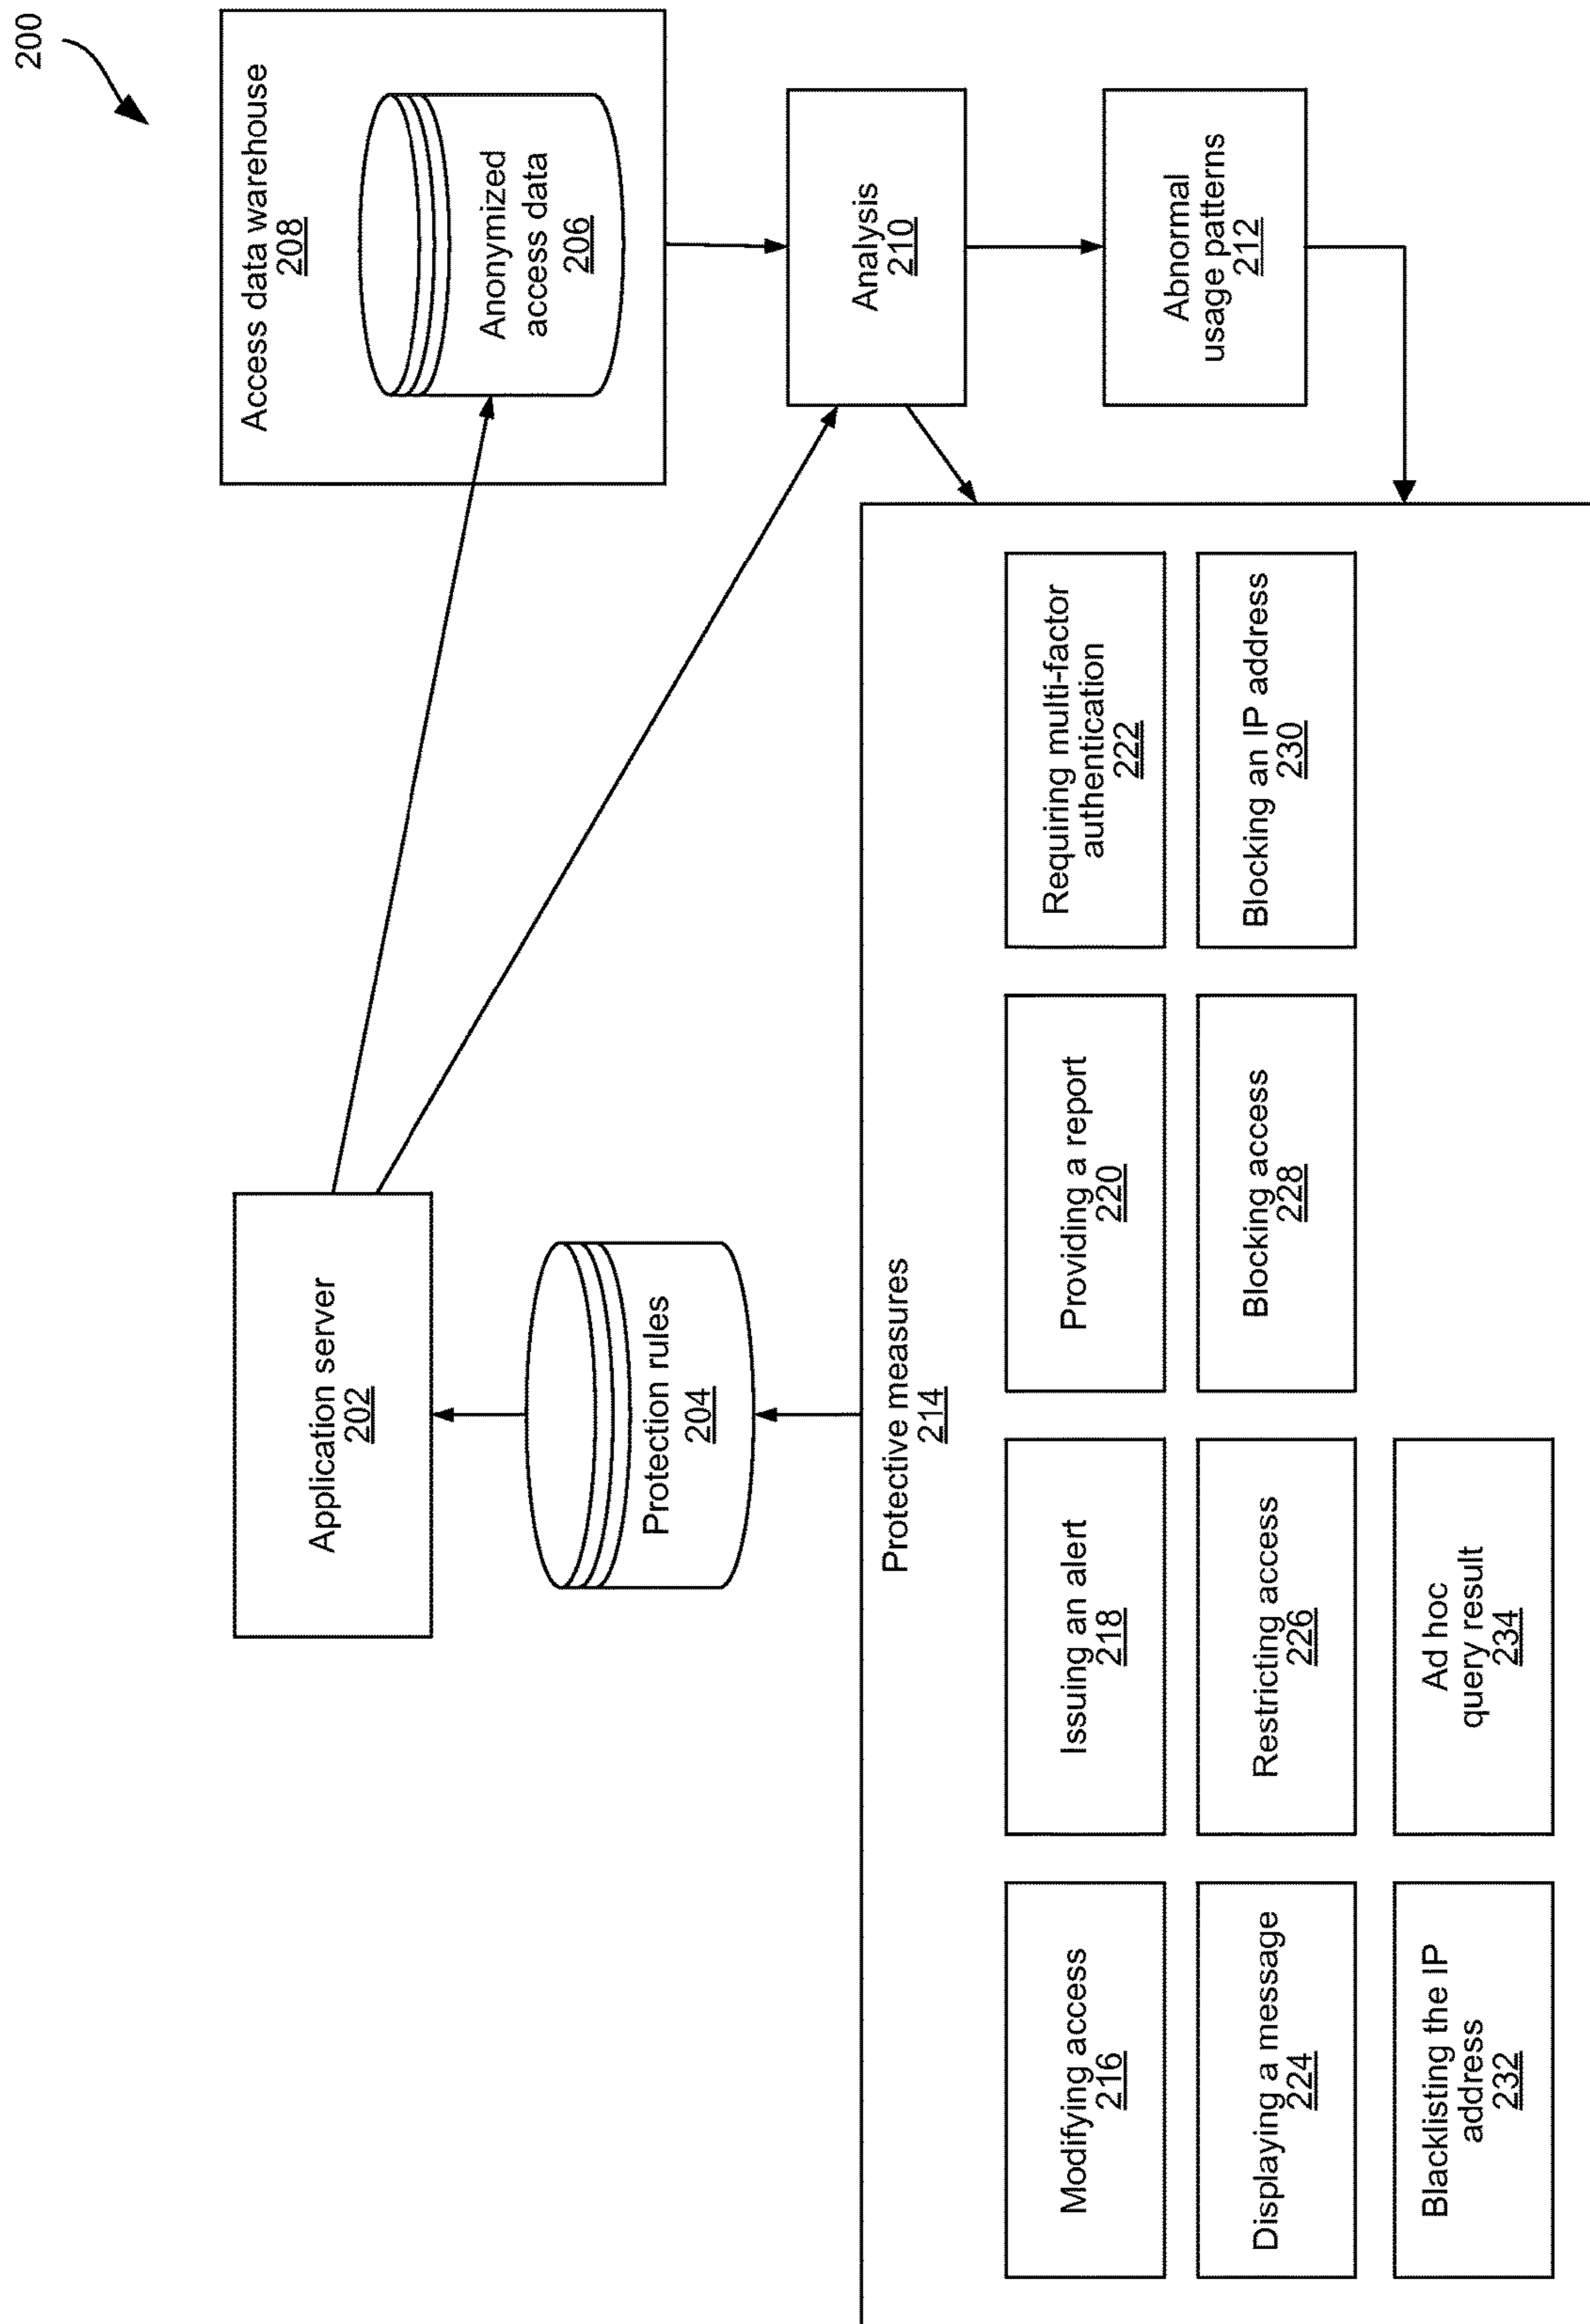 200
Application server
202
Access data warehouse
208
Anonymized
access data
206
Protection rules
204
Analysis
210
Protective measures
214
Abnormal
usage patterns
212
Modifying access
216
Issuing an alert
218
Providing a report
220
Requiring multi-factor
authentication
222
Displaying a message
224
Restricting access
226
Blocking access
228
Blocking an IP address
230
Blacklisting the IP
address
232
Ad hoc
query result
234